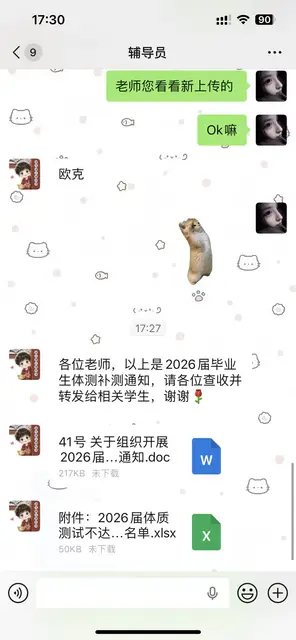 17:30
90
9
辅导员
老师您看看新上传的
Ok嘛
欧克
17:27
各位老师，以上是2026届毕业
生体测补测通知，请各位查收并
转发给相关学生，谢谢🌹
41号 关于组织开展
2026届...通知.doc
217KB 未下载
W
附件：2026届体质
测试不达...名单.xlsx
50KB 未下载
X